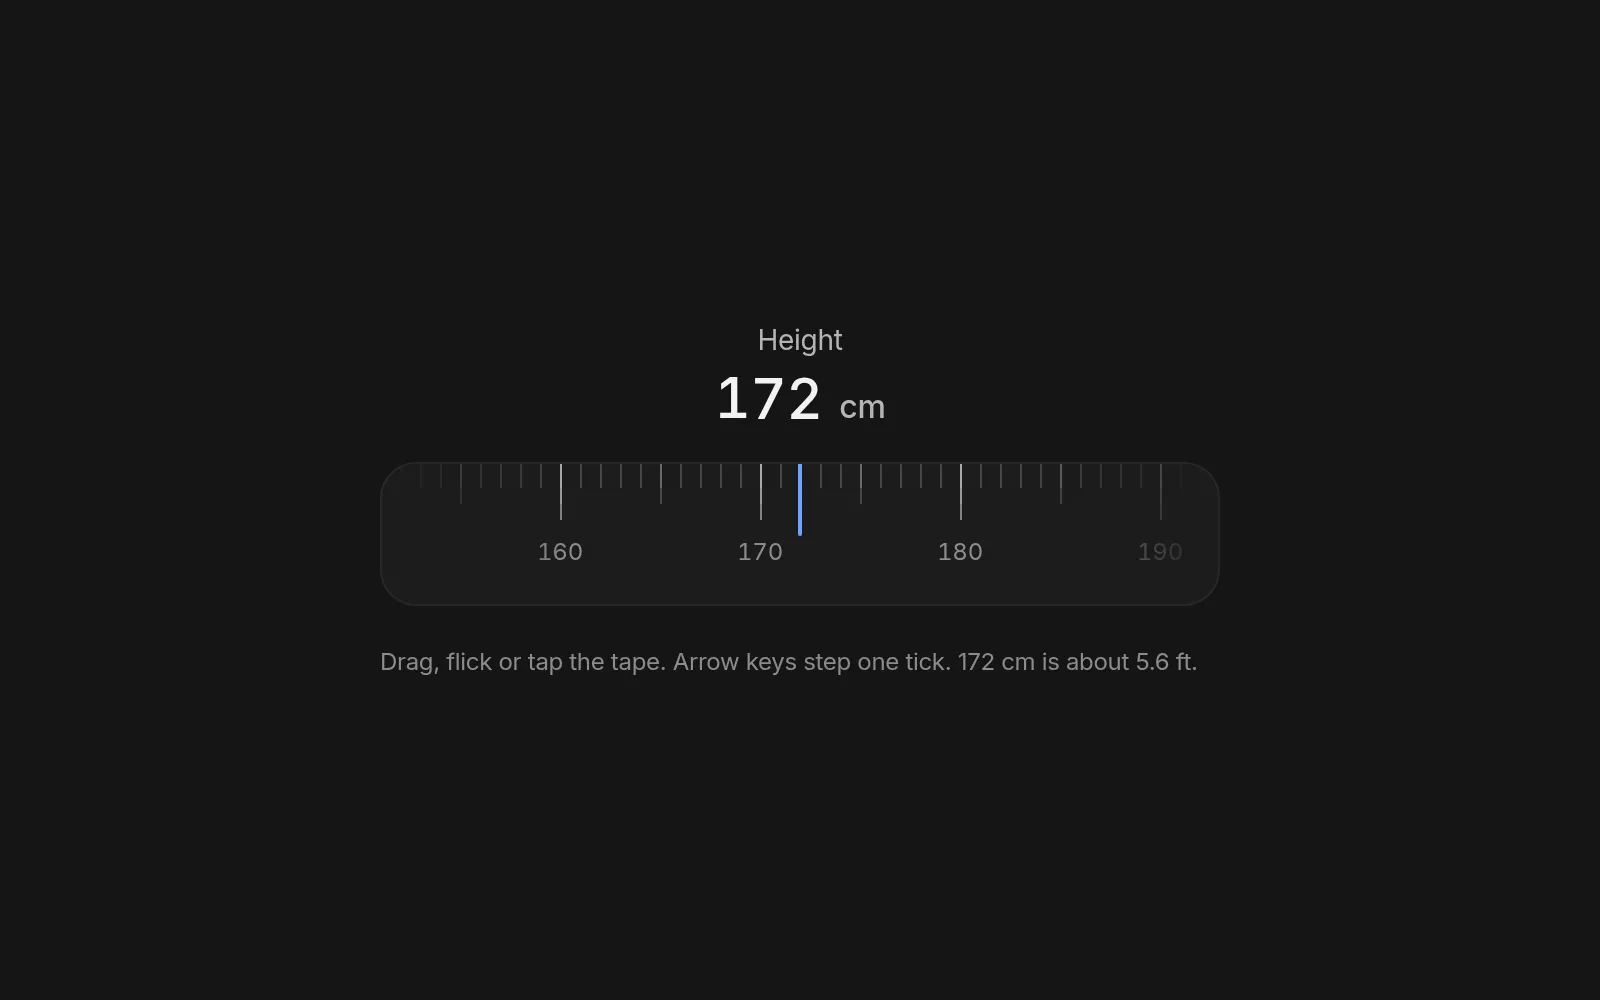 Height
172 cm
160 170 180 190
Drag, flick or tap the tape. Arrow keys step one tick. 172 cm is about 5.6 ft.